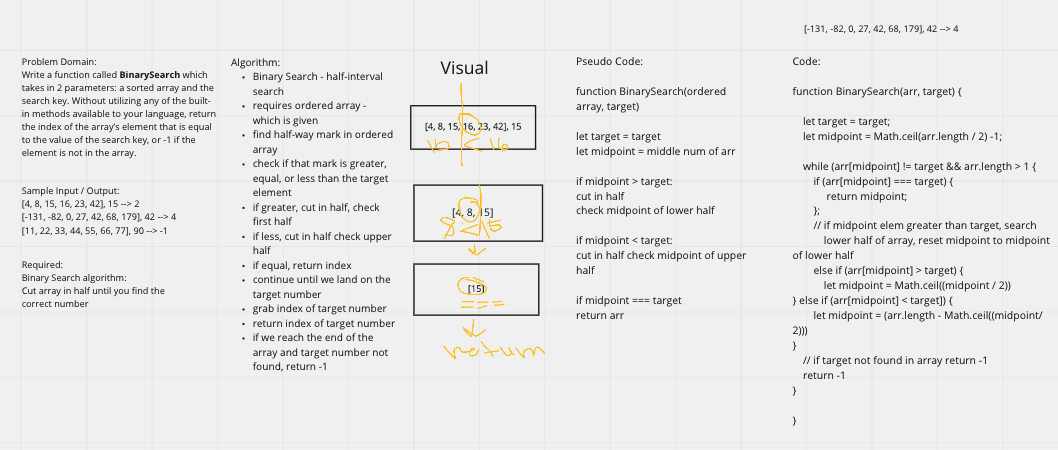 [-131, -82, 0, 27, 42, 68, 179], 42 --> 4
Problem Domain:
Write a function called BinarySearch which
takes in 2 parameters: a sorted array and the
search key. Without utilizing any of the built-
in methods available to your language, return
the index of the array's element that is equal
to the value of the search key, or -1 if the
element is not in the array.
Sample Input / Output:
[4, 8, 15, 16, 23, 42], 15 --> 2
[-131, -82, 0, 27, 42, 68, 179], 42 --> 4
[11, 22, 33, 44, 55, 66, 77], 90 --> -1
Required:
Binary Search algorithm:
Cut array in half until you find the
correct number
Algorithm:
• Binary Search - half-interval
search
• requires ordered array -
which is given
• find half-way mark in ordered
array
• check if that mark is greater,
equal, or less than the target
element
• if greater, cut in half, check
first half
• if less, cut in half check upper
half
• if equal, return index
• continue until we land on the
target number
• grab index of target number
• return index of target number
• if we reach the end of the
array and target number not
found, return -1
Visual
[4, 8, 15, 16, 23, 42], 15
15 < 16
[4, 8, 15]
8 < 15
[15]
===
return
Pseudo Code:
function BinarySearch(ordered
array, target)
let target = target
let midpoint = middle num of arr
if midpoint > target:
cut in half
check midpoint of lower half
if midpoint < target:
cut in half check midpoint of upper
half
if midpoint === target
return arr
Code:
function BinarySearch(arr, target) {
let target = target;
let midpoint = Math.ceil(arr.length / 2) -1;
while (arr[midpoint] != target && arr.length > 1 {
if (arr[midpoint] === target) {
return midpoint;
};
// if midpoint elem greater than target, search
lower half of array, reset midpoint to midpoint
of lower half
else if (arr[midpoint] > target) {
let midpoint = Math.ceil((midpoint / 2))
} else if (arr[midpoint] < target]) {
let midpoint = (arr.length - Math.ceil((midpoint/
2)))
}
// if target not found in array return -1
return -1
}
}